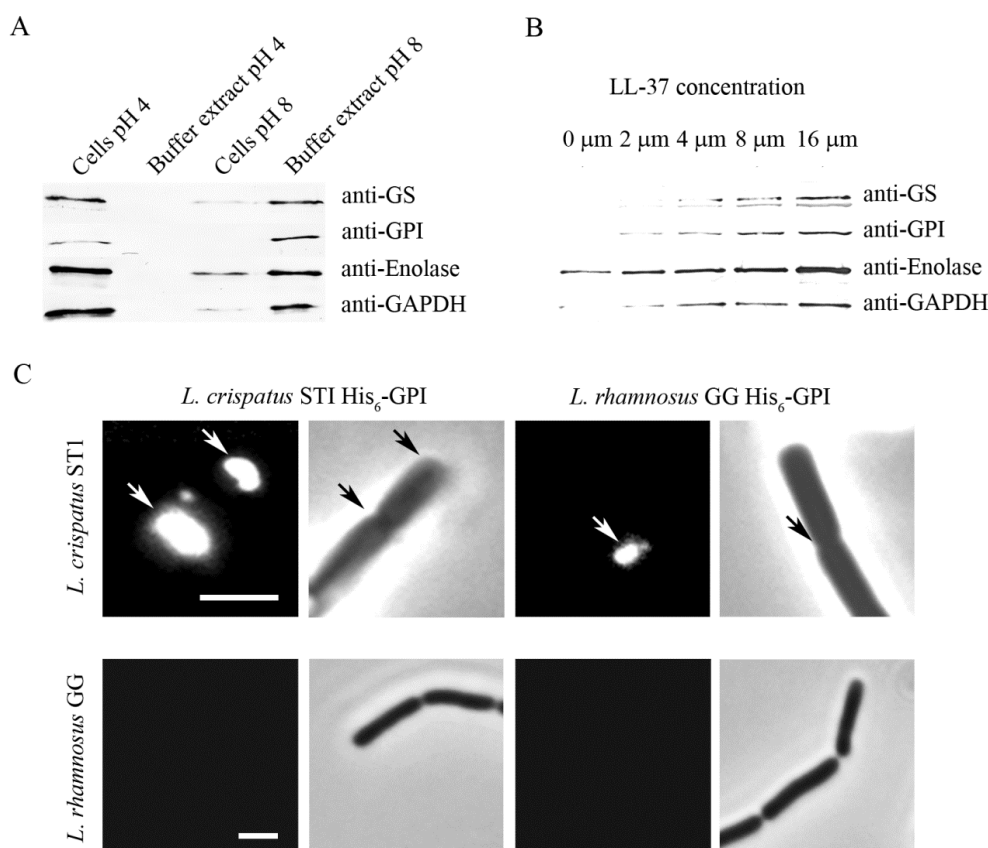 A
Cells pH 4
Buffer extract pH 4
Cells pH 8
Buffer extract pH 8
anti-GS
anti-GPI
anti-Enolase
anti-GAPDH
B
LL-37 concentration
0 µm 2 µm 4 µm 8 µm 16 µm
anti-GS
anti-GPI
anti-Enolase
anti-GAPDH
C
L. crispatus STI His₆-GPI
L. rhamnosus GG His₆-GPI
L. crispatus ST1
L. rhamnosus GG